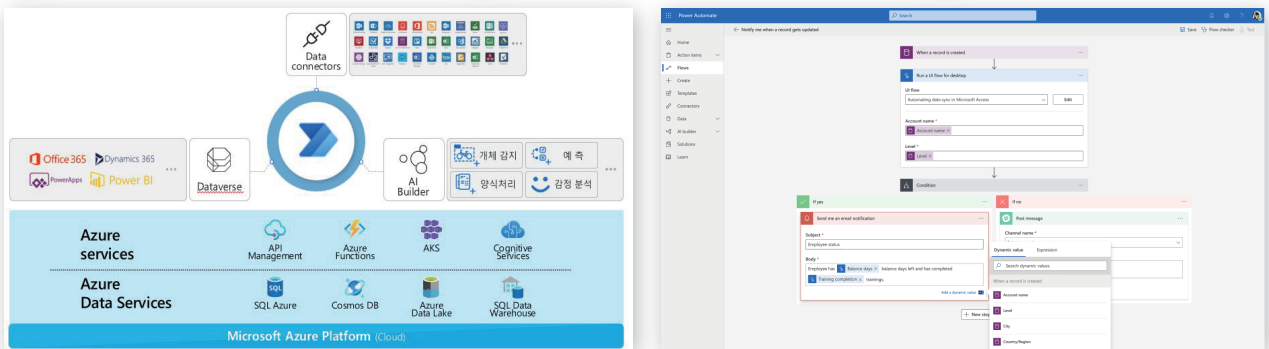 Data
connectors
Office 365
Dynamics 365
PowerApps
Power BI
...
Dataverse
AI
Builder
개체 감지
예 측
양식처리
감정 분석
...
Azure
services
API
Management
Azure
Functions
AKS
Cognitive
Services
Azure
Data Services
SQL
SQL Azure
Cosmos DB
Azure
Data Lake
SQL Data
Warehouse
Microsoft Azure Platform (Cloud)
Power Automate
Search
Notify me when a record gets updated
Save
Flow checker
Test
Home
Action items
Flows
Create
Templates
Connectors
Data
AI builder
Solutions
Learn
When a record is created
Run a UI flow for desktop
UI flow
Automating data sync in Microsoft Access
Edit
Account name *
Account name ×
Level *
Level ×
Condition
If yes
If no
Send me an email notification
Subject *
Employee status
Body *
Employee has Balance days × balance days left and has completed
Training completion × trainings.
Add a dynamic value
+ New step
Post message
Channel name *
Dynamic value Expression
Search dynamic values
When a record is created
Account name
Level
City
Country/Region